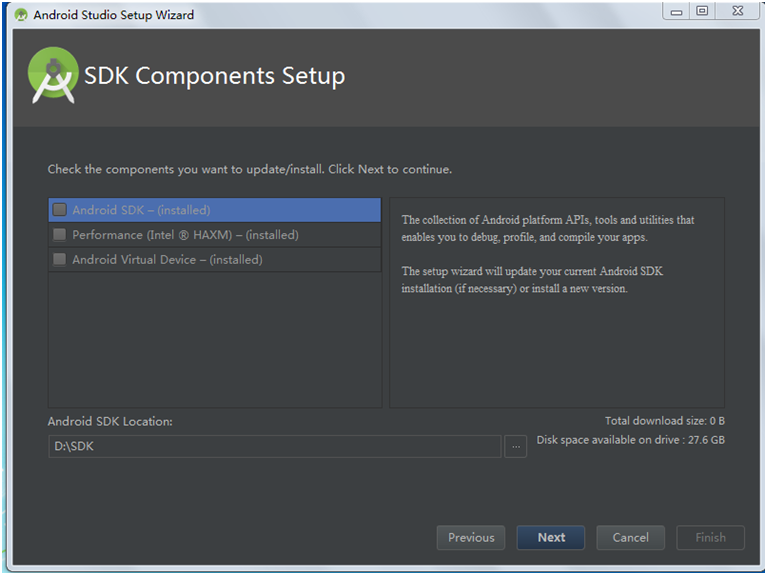 Android Studio Setup Wizard
SDK Components Setup
Check the components you want to update/install. Click Next to continue.
Android SDK – (installed)
Performance (Intel ® HAXM) – (installed)
Android Virtual Device – (installed)
The collection of Android platform APIs, tools and utilities that
enables you to debug, profile, and compile your apps.
The setup wizard will update your current Android SDK
installation (if necessary) or install a new version.
Android SDK Location:
Total download size: 0 B
D:\SDK
...
Disk space available on drive : 27.6 GB
Previous
Next
Cancel
Finish